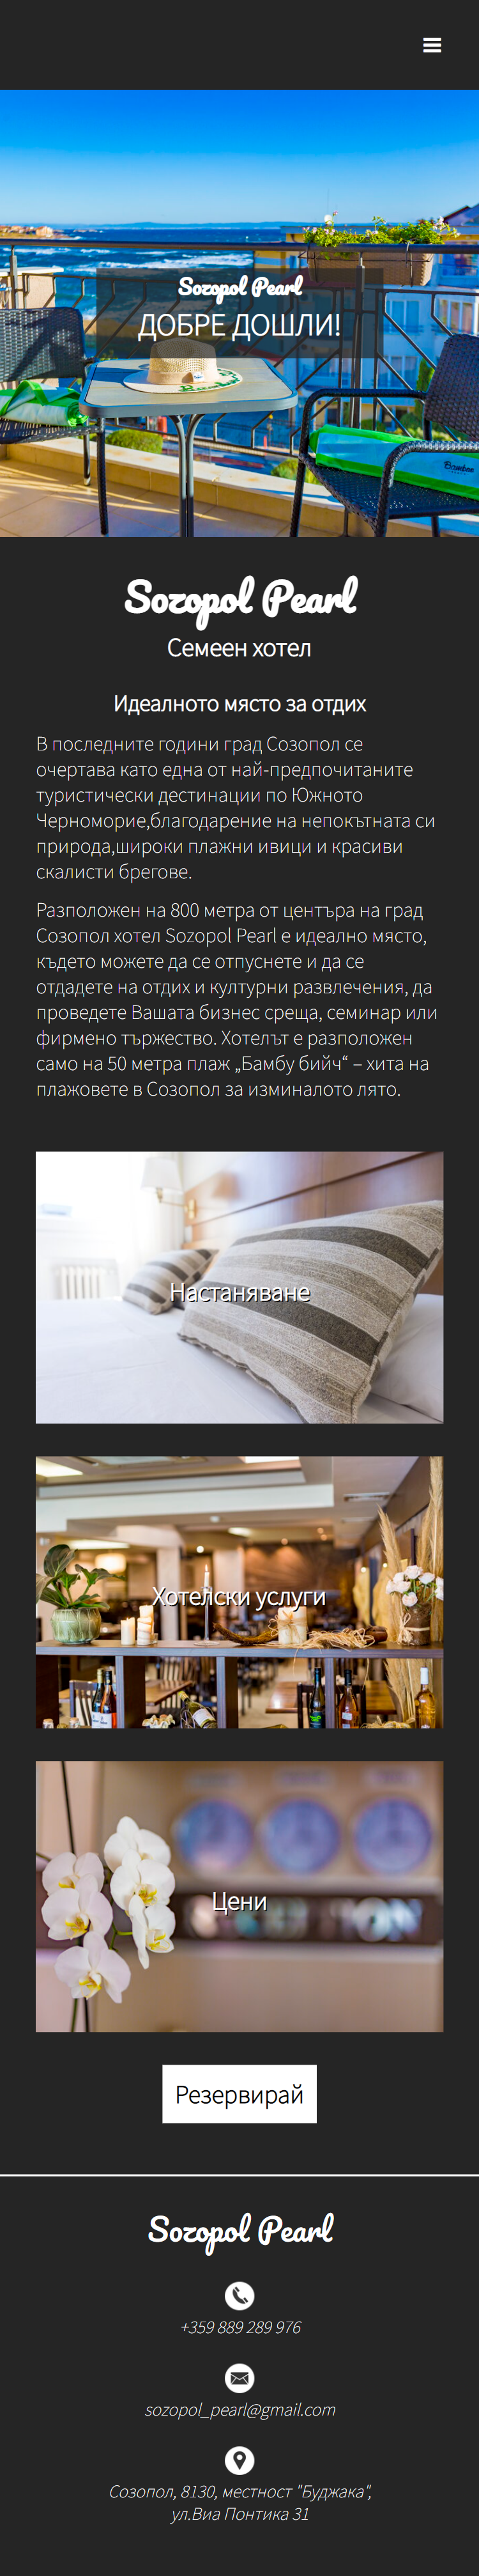 Sozopol Pearl
ДОБРЕ ДОШЛИ!
Sozopol Pearl
Семеен хотел
Идеалното място за отдих
В последните години град Созопол се
очертава като една от най-предпочитаните
туристически дестинации по Южното
Черноморие,благодарение на непокътната си
природа,широки плажни ивици и красиви
скалисти брегове.
Разположен на 800 метра от центъра на град
Созопол хотел Sozopol Pearl е идеално място,
където можете да се отпуснете и да се
отдадете на отдих и културни развлечения, да
проведете Вашата бизнес среща, семинар или
фирмено тържество. Хотелът е разположен
само на 50 метра плаж „Бамбу бийч“ – хита на
плажовете в Созопол за изминалото лято.
Настаняване
Хотелски услуги
Цени
Резервирай
Sozopol Pearl
+359 889 289 976
sozopol_pearl@gmail.com
Созопол, 8130, местност "Буджака",
ул.Виа Понтика 31